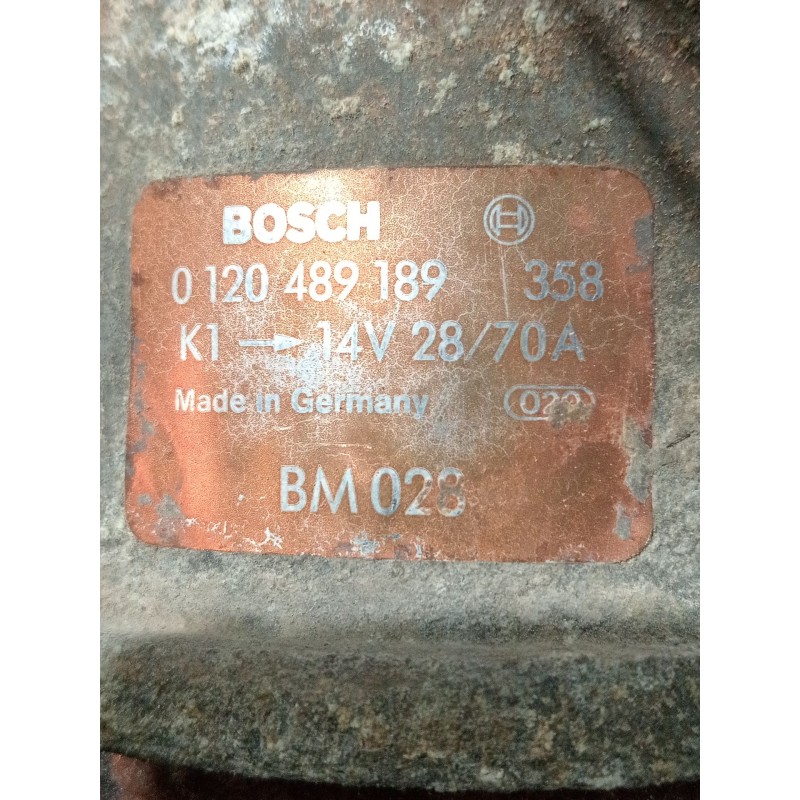 BOSCH
0 120 489 189 358
K1 → 14V 28/70A
Made in Germany
BM 028